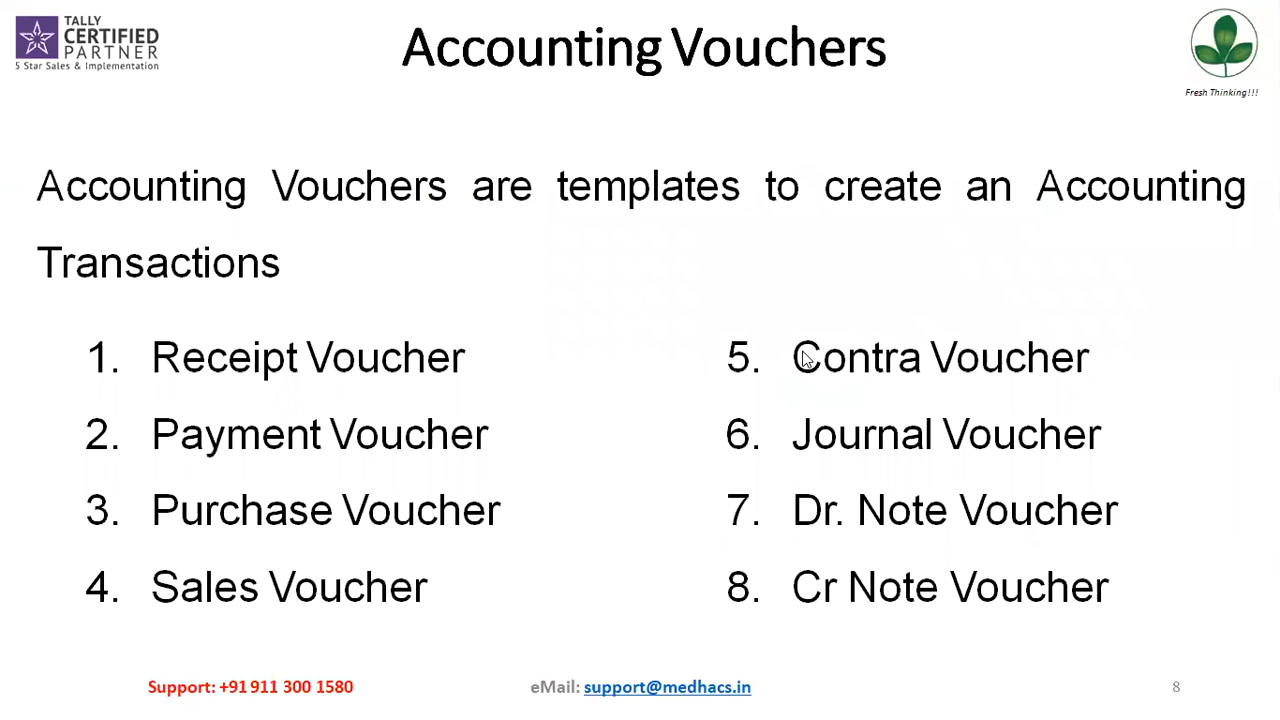 TALLY
CERTIFIED
PARTNER
5 Star Sales & Implementation
Accounting Vouchers
Fresh Thinking!!!
Accounting Vouchers are templates to create an Accounting
Transactions
1. Receipt Voucher
2. Payment Voucher
3. Purchase Voucher
4. Sales Voucher
5. Contra Voucher
6. Journal Voucher
7. Dr. Note Voucher
8. Cr Note Voucher
Support: +91 911 300 1580
eMail: support@medhacs.in
8